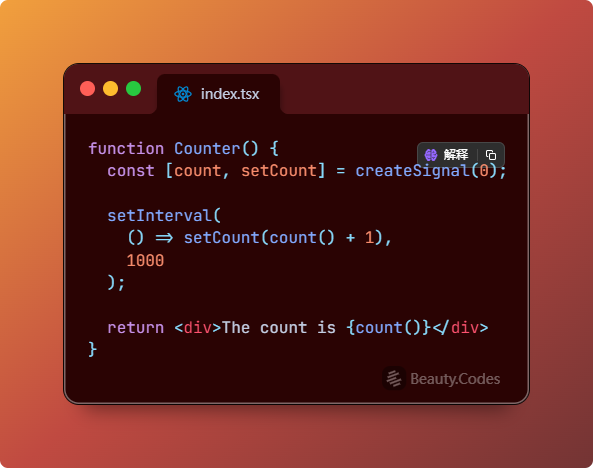 index.tsx
function Counter() {
解释
const [count, setCount] = createSignal(0);
setInterval(
() => setCount(count() + 1),
1000
);
return <div>The count is {count()}</div>
}
Beauty.Codes